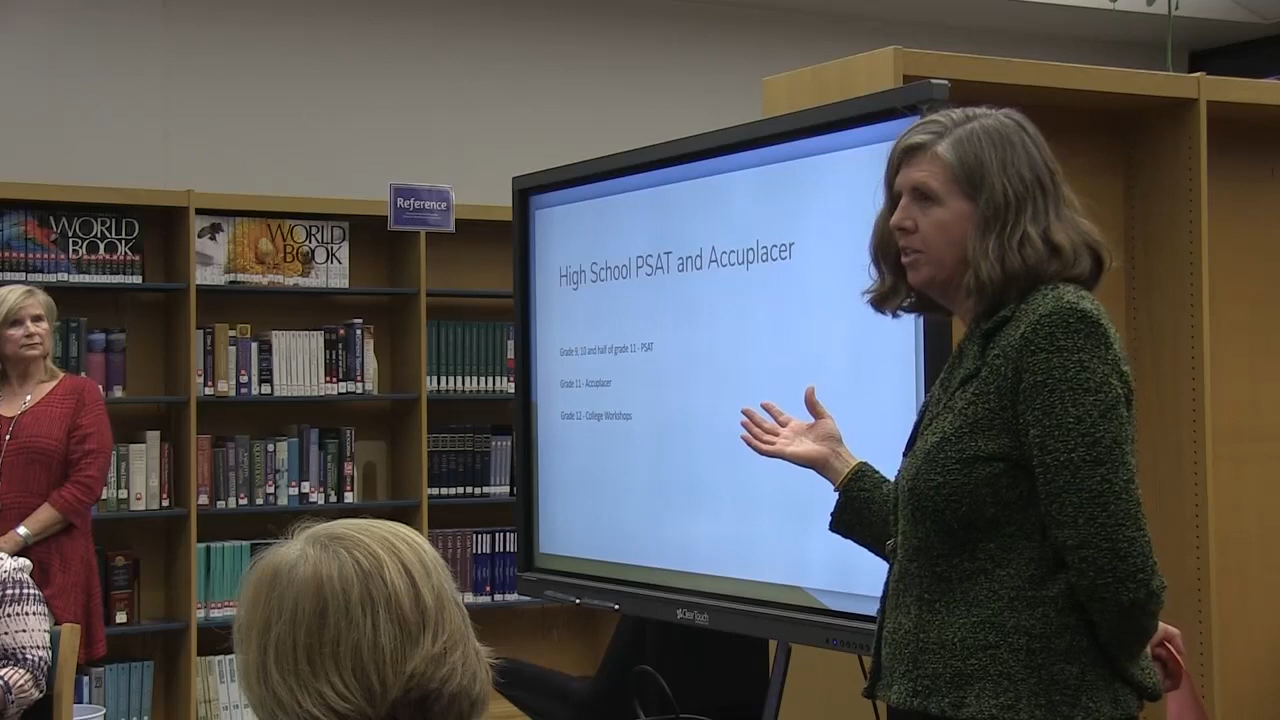 WORLD
BOOK
WORLD
BOOK
Reference
High School PSAT and Accuplacer
Grade 9, 10 and half of grade 11 - PSAT
Grade 11 - Accuplacer
Grade 12 - College Workshops
ClearTouch